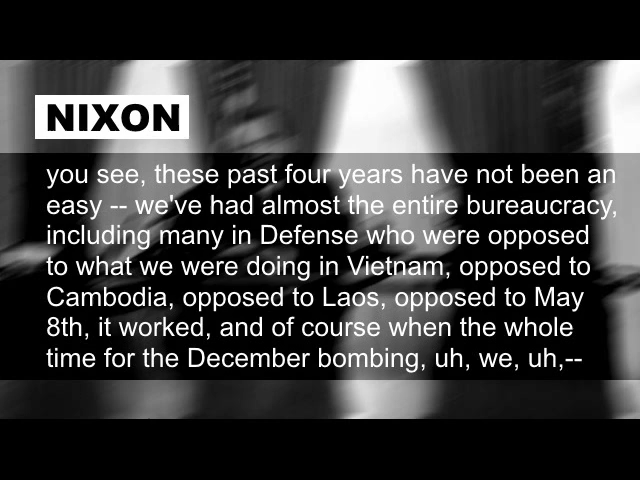 NIXON
you see, these past four years have not been an
easy -- we've had almost the entire bureaucracy,
including many in Defense who were opposed
to what we were doing in Vietnam, opposed to
Cambodia, opposed to Laos, opposed to May
8th, it worked, and of course when the whole
time for the December bombing, uh, we, uh,--